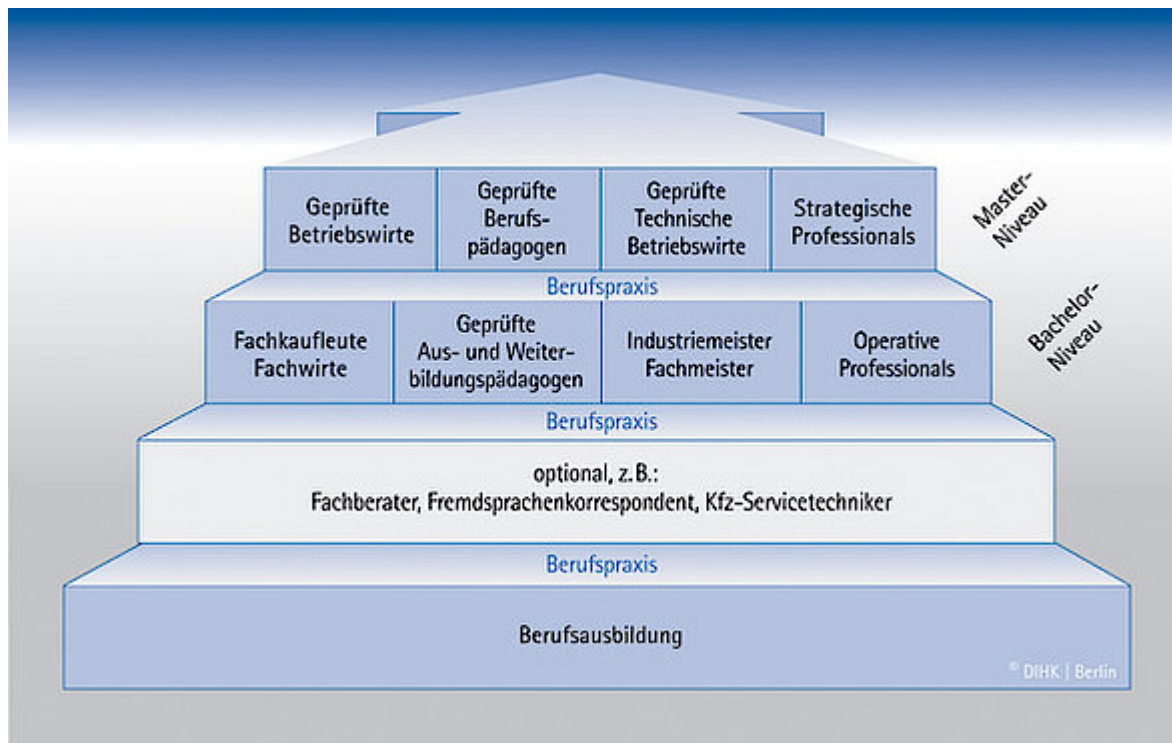 Geprüfte
Betriebswirte
Geprüfte
Berufs-
pädagogen
Geprüfte
Technische
Betriebswirte
Strategische
Professionals
Master-
Niveau
Berufspraxis
Fachkaufleute
Fachwirte
Geprüfte
Aus- und Weiter-
bildungspädagogen
Industriemeister
Fachmeister
Operative
Professionals
Bachelor-
Niveau
Berufspraxis
optional, z. B.:
Fachberater, Fremdsprachenkorrespondent, Kfz-Servicetechniker
Berufspraxis
Berufsausbildung
© DIHK | Berlin